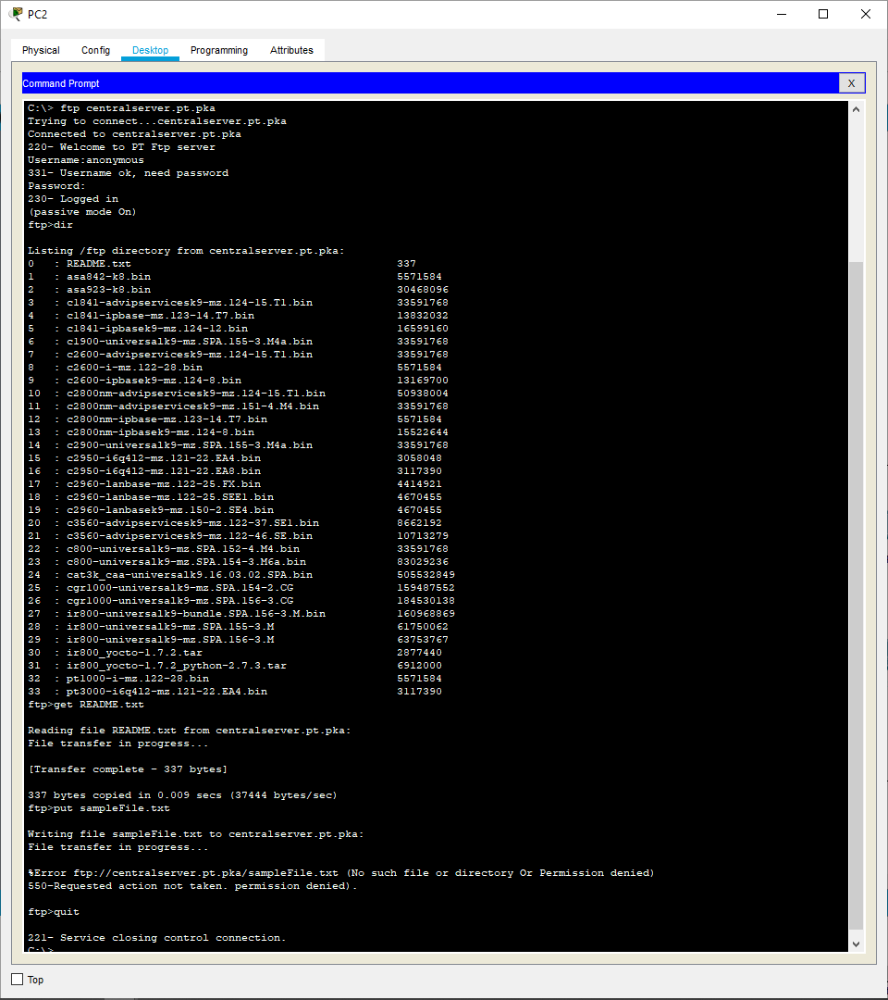 PC2
Physical Config Desktop Programming Attributes
Command Prompt X
C:\> ftp centralserver.pt.pka
Trying to connect...centralserver.pt.pka
Connected to centralserver.pt.pka
220- Welcome to PT Ftp server
Username:anonymous
331- Username ok, need password
Password:
230- Logged in
(passive mode On)
ftp>dir
Listing /ftp directory from centralserver.pt.pka:
0 : README.txt 337
1 : asa842-k8.bin 5571584
2 : asa923-k8.bin 30468096
3 : c1841-advipservicesk9-mz.124-15.T1.bin 33591768
4 : c1841-ipbase-mz.123-14.T7.bin 13832032
5 : c1841-ipbasek9-mz.124-12.bin 16599160
6 : c1900-universalk9-mz.SPA.155-3.M4a.bin 33591768
7 : c2600-advipservicesk9-mz.124-15.T1.bin 33591768
8 : c2600-i-mz.122-28.bin 5571584
9 : c2600-ipbasek9-mz.124-8.bin 13169700
10 : c2800nm-advipservicesk9-mz.124-15.T1.bin 50938004
11 : c2800nm-advipservicesk9-mz.151-4.M4.bin 33591768
12 : c2800nm-ipbase-mz.123-14.T7.bin 5571584
13 : c2800nm-ipbasek9-mz.124-8.bin 15522644
14 : c2900-universalk9-mz.SPA.155-3.M4a.bin 33591768
15 : c2950-i6q4l2-mz.121-22.EA4.bin 3058048
16 : c2950-i6q4l2-mz.121-22.EA8.bin 3117390
17 : c2960-lanbase-mz.122-25.FX.bin 4414921
18 : c2960-lanbase-mz.122-25.SEE1.bin 4670455
19 : c2960-lanbasek9-mz.150-2.SE4.bin 4670455
20 : c3560-advipservicesk9-mz.122-37.SE1.bin 8662192
21 : c3560-advipservicesk9-mz.122-46.SE.bin 10713279
22 : c800-universalk9-mz.SPA.152-4.M4.bin 33591768
23 : c800-universalk9-mz.SPA.154-3.M6a.bin 83029236
24 : cat3k_caa-universalk9.16.03.02.SPA.bin 505532849
25 : cgr1000-universalk9-mz.SPA.154-2.CG 159487552
26 : cgr1000-universalk9-mz.SPA.156-3.CG 184530138
27 : ir800-universalk9-bundle.SPA.156-3.M.bin 160968869
28 : ir800-universalk9-mz.SPA.155-3.M 61750062
29 : ir800-universalk9-mz.SPA.156-3.M 63753767
30 : ir800_yocto-1.7.2.tar 2877440
31 : ir800_yocto-1.7.2_python-2.7.3.tar 6912000
32 : pt1000-i-mz.122-28.bin 5571584
33 : pt3000-i6q4l2-mz.121-22.EA4.bin 3117390
ftp>get README.txt
Reading file README.txt from centralserver.pt.pka:
File transfer in progress...
[Transfer complete - 337 bytes]
337 bytes copied in 0.009 secs (37444 bytes/sec)
ftp>put sampleFile.txt
Writing file sampleFile.txt to centralserver.pt.pka:
File transfer in progress...
%Error ftp://centralserver.pt.pka/sampleFile.txt (No such file or directory Or Permission denied)
550-Requested action not taken. permission denied).
ftp>quit
221- Service closing control connection.
C:\>
Top